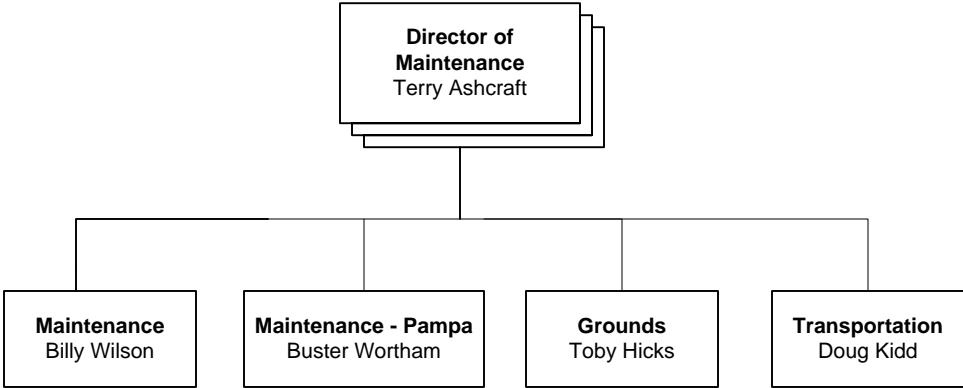 Director of
Maintenance
Terry Ashcraft
Maintenance
Billy Wilson
Maintenance - Pampa
Buster Wortham
Grounds
Toby Hicks
Transportation
Doug Kidd